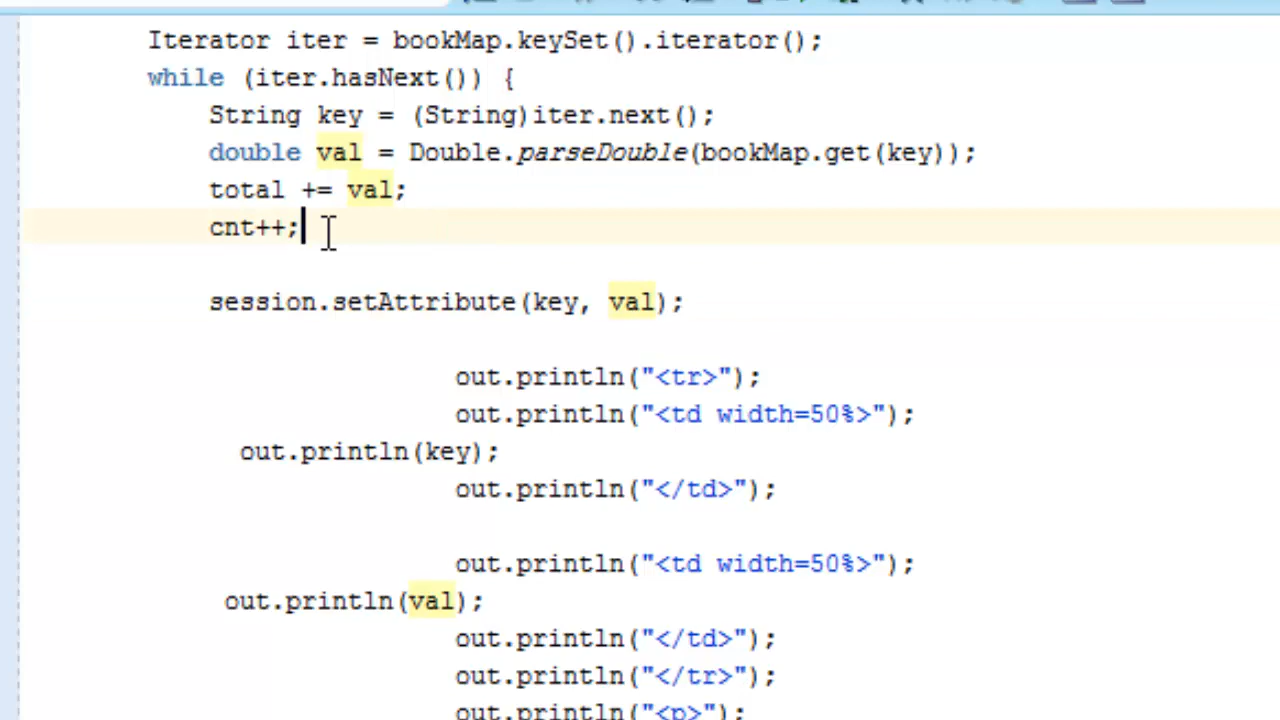 Iterator iter = bookMap.keySet().iterator();
while (iter.hasNext()) {
String key = (String)iter.next();
double val = Double.parseDouble(bookMap.get(key));
total += val;
cnt++;
session.setAttribute(key, val);
out.println("<tr>");
out.println("<td width=50%>");
out.println(key);
out.println("</td>");
out.println("<td width=50%>");
out.println(val);
out.println("</td>");
out.println("</tr>");
out.println("<p>");